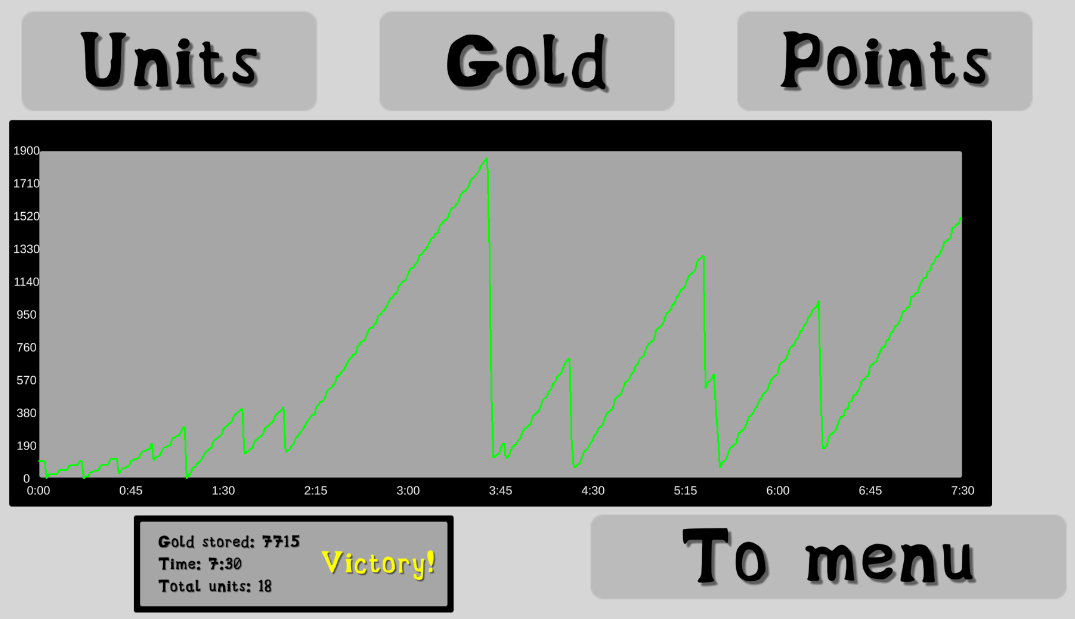 Units Gold Points
1900
1710
1520
1330
1140
950
760
570
380
190
0
0:00 0:45 1:30 2:15 3:00 3:45 4:30 5:15 6:00 6:45 7:30
Gold stored: 7715
Time: 7:30
Total units: 18
Victory!
To menu